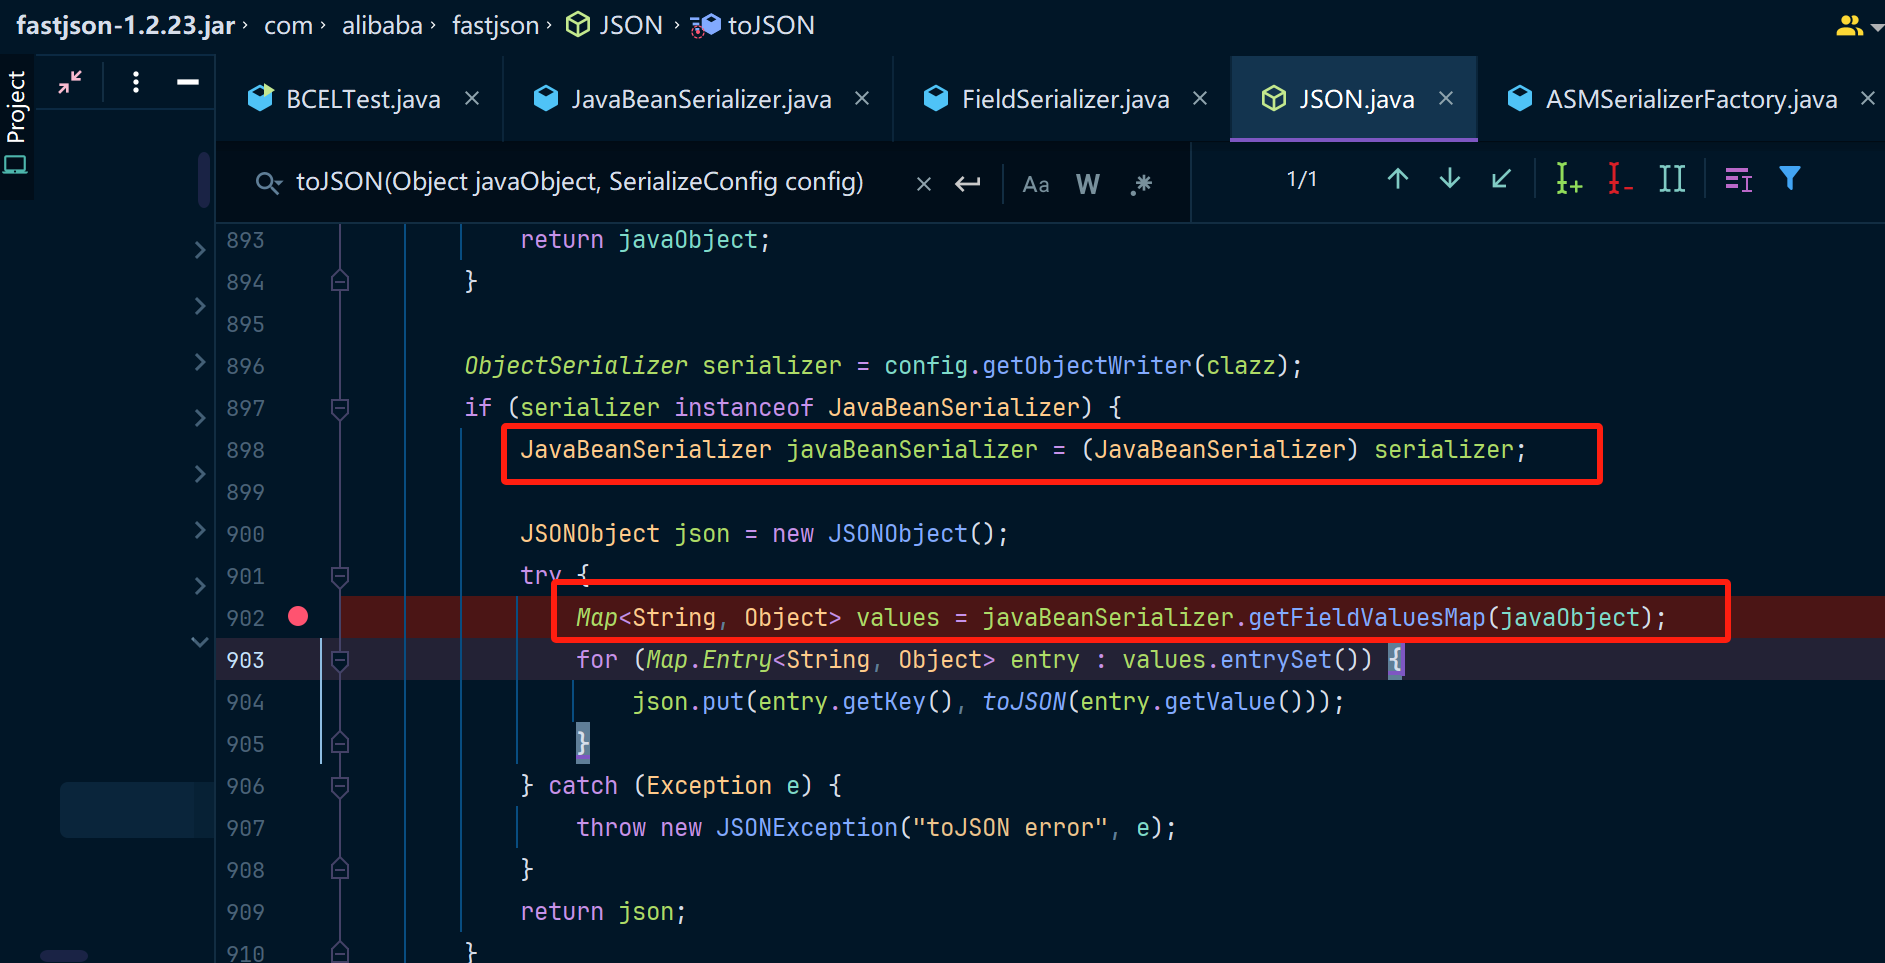 fastjson-1.2.23.jar › com › alibaba › fastjson › JSON › toJSON
Project
BCELTest.java × JavaBeanSerializer.java × FieldSerializer.java × JSON.java × ASMSerializerFactory.java ×
toJSON(Object javaObject, SerializeConfig config) × Aa W .* 1/1
893 return javaObject;
894 }
895
896 ObjectSerializer serializer = config.getObjectWriter(clazz);
897 if (serializer instanceof JavaBeanSerializer) {
898 JavaBeanSerializer javaBeanSerializer = (JavaBeanSerializer) serializer;
899
900 JSONObject json = new JSONObject();
901 try {
902 Map<String, Object> values = javaBeanSerializer.getFieldValuesMap(javaObject);
903 for (Map.Entry<String, Object> entry : values.entrySet()) {
904 json.put(entry.getKey(), toJSON(entry.getValue()));
905 }
906 } catch (Exception e) {
907 throw new JSONException("toJSON error", e);
908 }
909 return json;
910 }